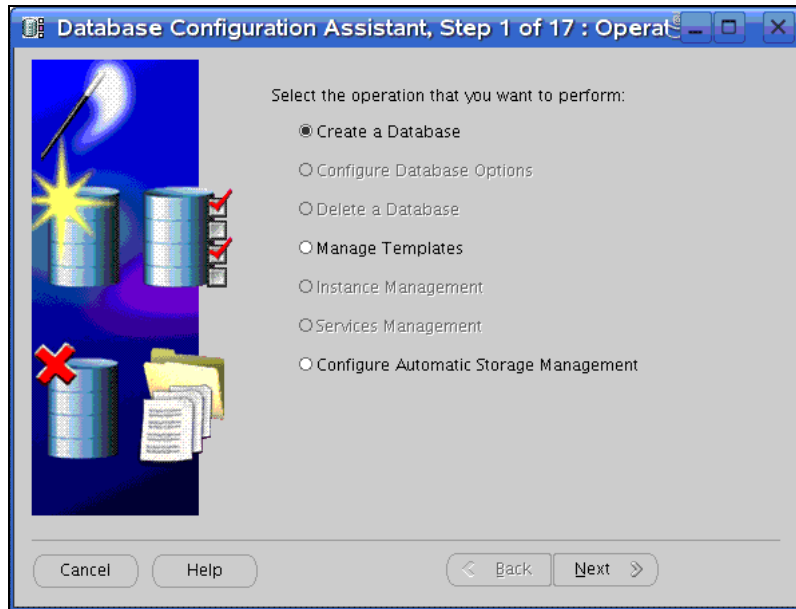 Database Configuration Assistant, Step 1 of 17 : Operat
Select the operation that you want to perform:
Create a Database
Configure Database Options
Delete a Database
Manage Templates
Instance Management
Services Management
Configure Automatic Storage Management
Cancel
Help
Back
Next